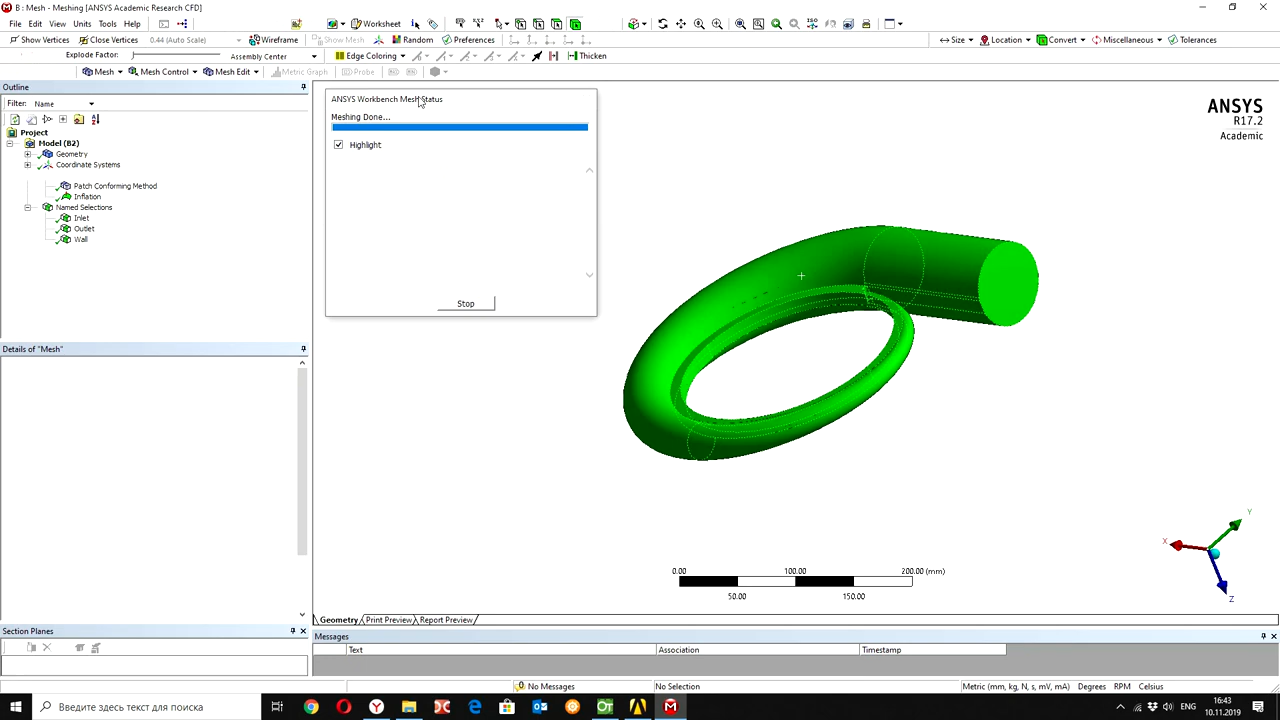 B : Mesh - Meshing [ANSYS Academic Research CFD]
File Edit View Units Tools Help Worksheet
Show Vertices Close Vertices 0.44 (Auto Scale) Wireframe Show Mesh Random Preferences Size Location Convert Miscellaneous Tolerances
Explode Factor: Assembly Center Edge Coloring Thicken
Mesh Mesh Control Mesh Edit Metric Graph Probe
Outline
Filter: Name
Project
Model (B2)
Geometry
Coordinate Systems
Patch Conforming Method
Inflation
Named Selections
Inlet
Outlet
Wall
Details of "Mesh"
Section Planes
ANSYS Workbench Mesh Status
Meshing Done...
Highlight
Stop
ANSYS
R17.2
Academic
Y
X
Z
0.00 100.00 200.00 (mm)
50.00 150.00
Geometry Print Preview Report Preview
Messages
Text Association Timestamp
No Messages No Selection Metric (mm, kg, N, s, mV, mA) Degrees RPM Celsius
Введите здесь текст для поиска
ENG
16:43
10.11.2019